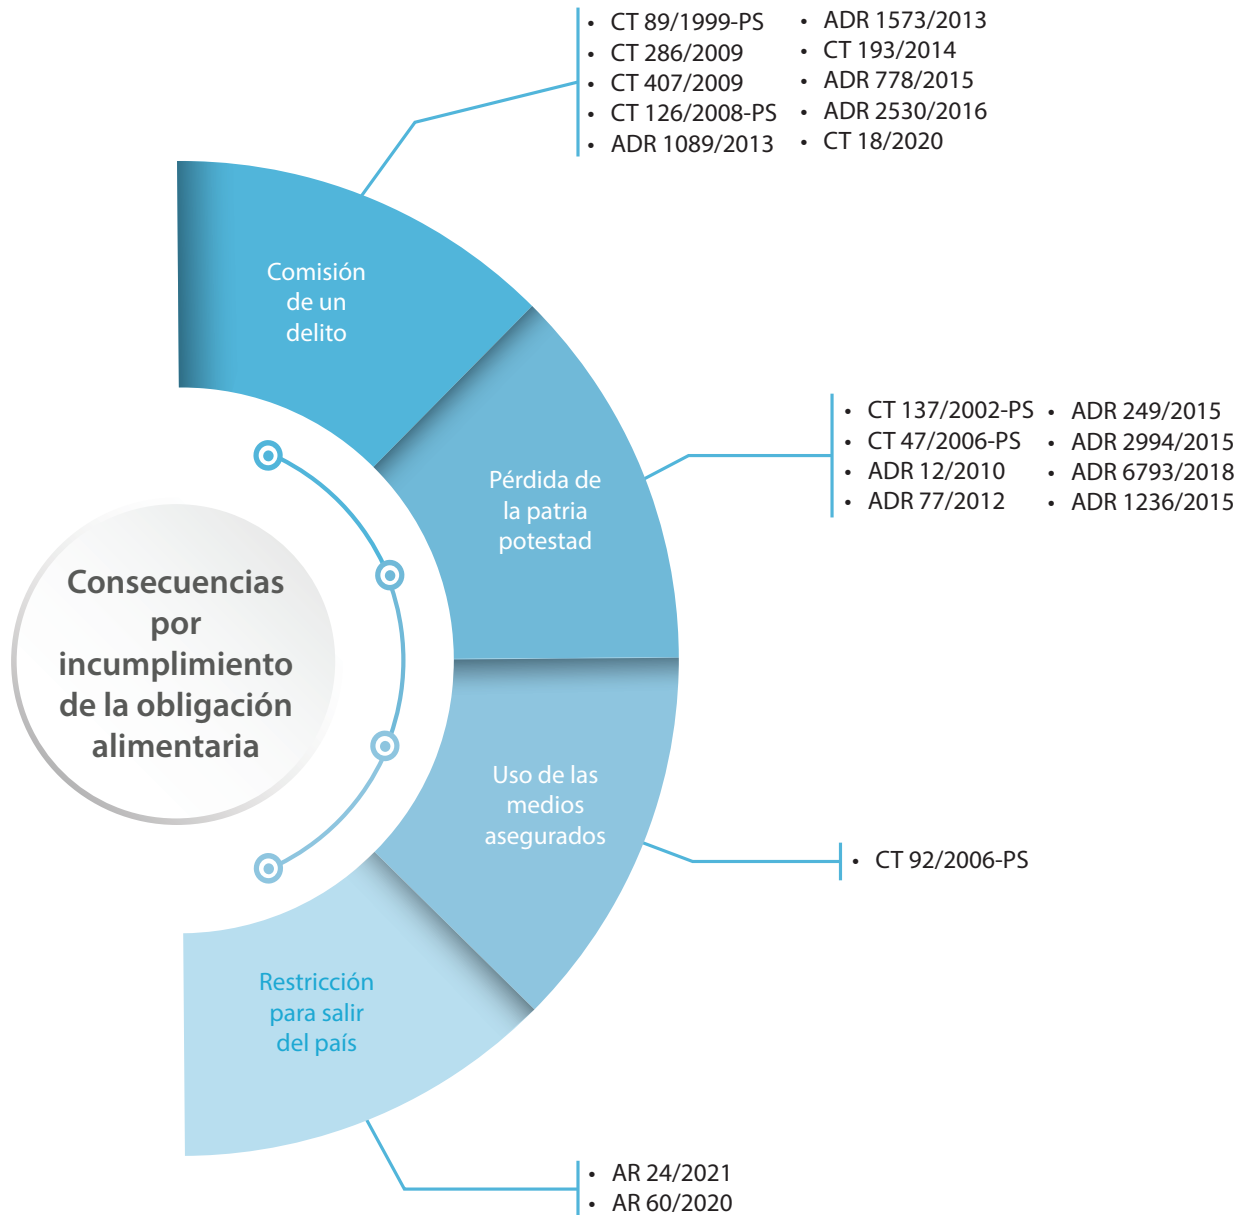 Consecuencias
por
incumplimiento
de la obligación
alimentaria
Comisión
de un
delito
• CT 89/1999-PS
• CT 286/2009
• CT 407/2009
• CT 126/2008-PS
• ADR 1089/2013
• ADR 1573/2013
• CT 193/2014
• ADR 778/2015
• ADR 2530/2016
• CT 18/2020
Pérdida de
la patria
potestad
• CT 137/2002-PS
• CT 47/2006-PS
• ADR 12/2010
• ADR 77/2012
• ADR 249/2015
• ADR 2994/2015
• ADR 6793/2018
• ADR 1236/2015
Uso de las
medios
asegurados
• CT 92/2006-PS
Restricción
para salir
del país
• AR 24/2021
• AR 60/2020